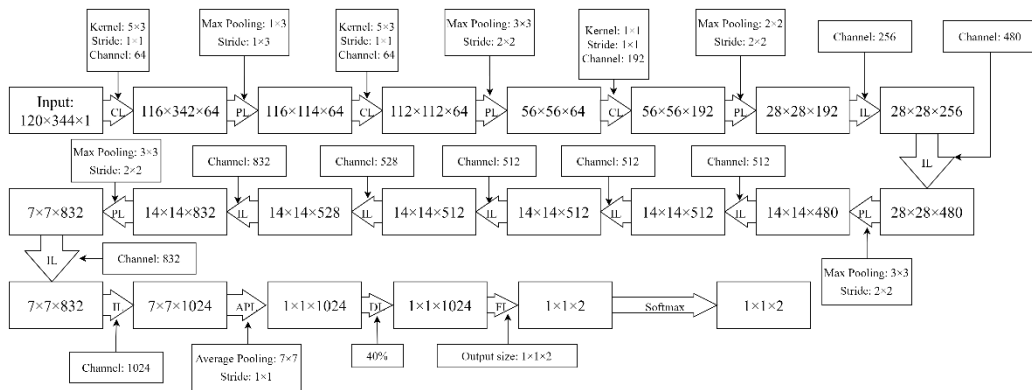 Kernel: 5×3
Stride: 1×1
Channel: 64
Max Pooling: 1×3
Stride: 1×3
Kernel: 5×3
Stride: 1×1
Channel: 64
Max Pooling: 3×3
Stride: 2×2
Kernel: 1×1
Stride: 1×1
Channel: 192
Max Pooling: 2×2
Stride: 2×2
Channel: 256
Channel: 480
Input:
120×344×1
CL
116×342×64
PL
116×114×64
CL
112×112×64
PL
56×56×64
CL
56×56×192
PL
28×28×192
IL
28×28×256
IL
Max Pooling: 3×3
Stride: 2×2
Channel: 832
Channel: 528
Channel: 512
Channel: 512
Channel: 512
7×7×832
PL
14×14×832
IL
14×14×528
IL
14×14×512
IL
14×14×512
IL
14×14×512
IL
14×14×480
PL
28×28×480
IL
Channel: 832
Max Pooling: 3×3
Stride: 2×2
7×7×832
IL
7×7×1024
APL
1×1×1024
DL
1×1×1024
FL
1×1×2
Softmax
1×1×2
Channel: 1024
Average Pooling: 7×7
Stride: 1×1
40%
Output size: 1×1×2